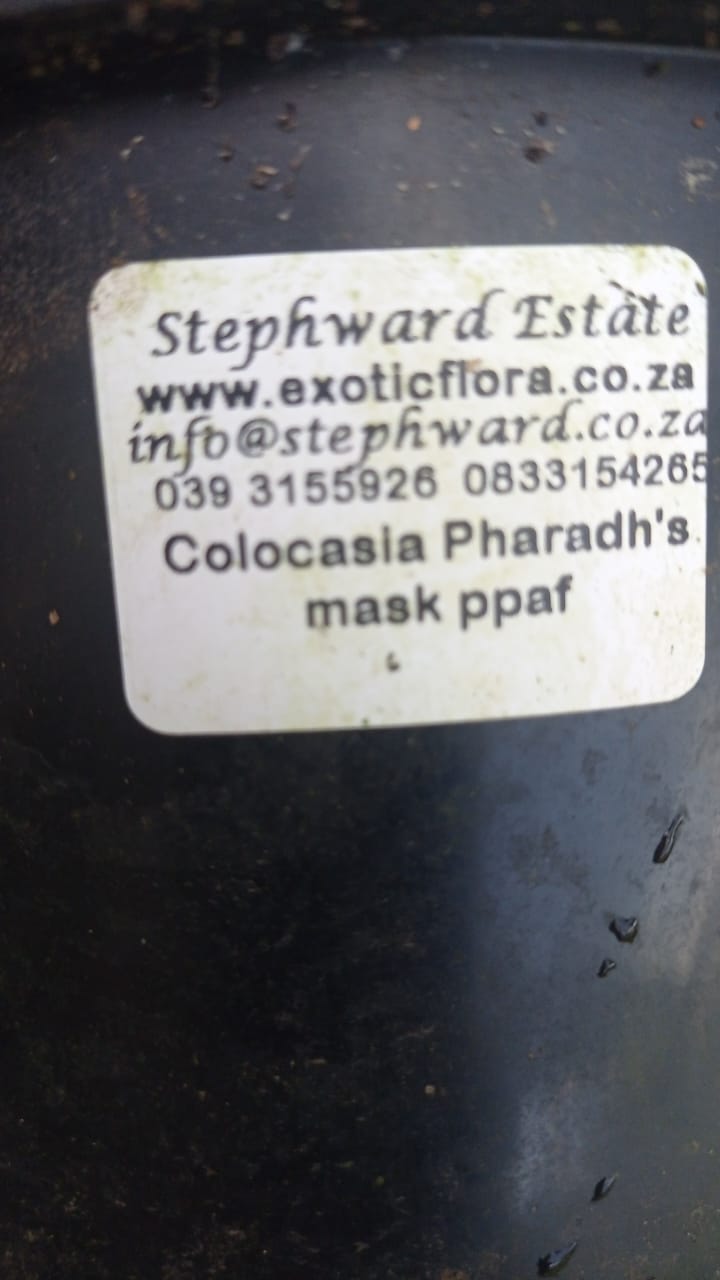 Stephward Estate
www.exoticflora.co.za
info@stephward.co.za
039 3155926 0833154265
Colocasia Pharadh's
mask ppaf